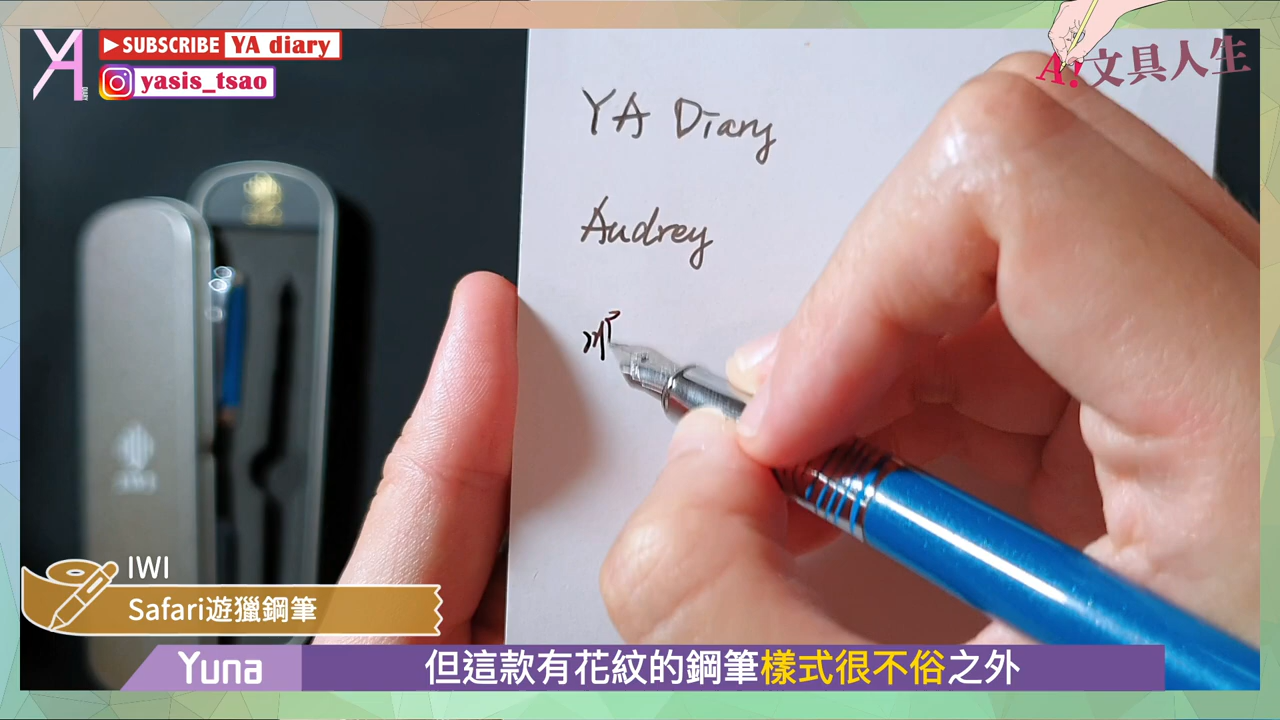 SUBSCRIBE YA diary
yasis_tsao
YA
A!文具人生
YA Diary
Audrey
IWI
Safari遊獵鋼筆
Yuna
但這款有花紋的鋼筆樣式很不俗之外